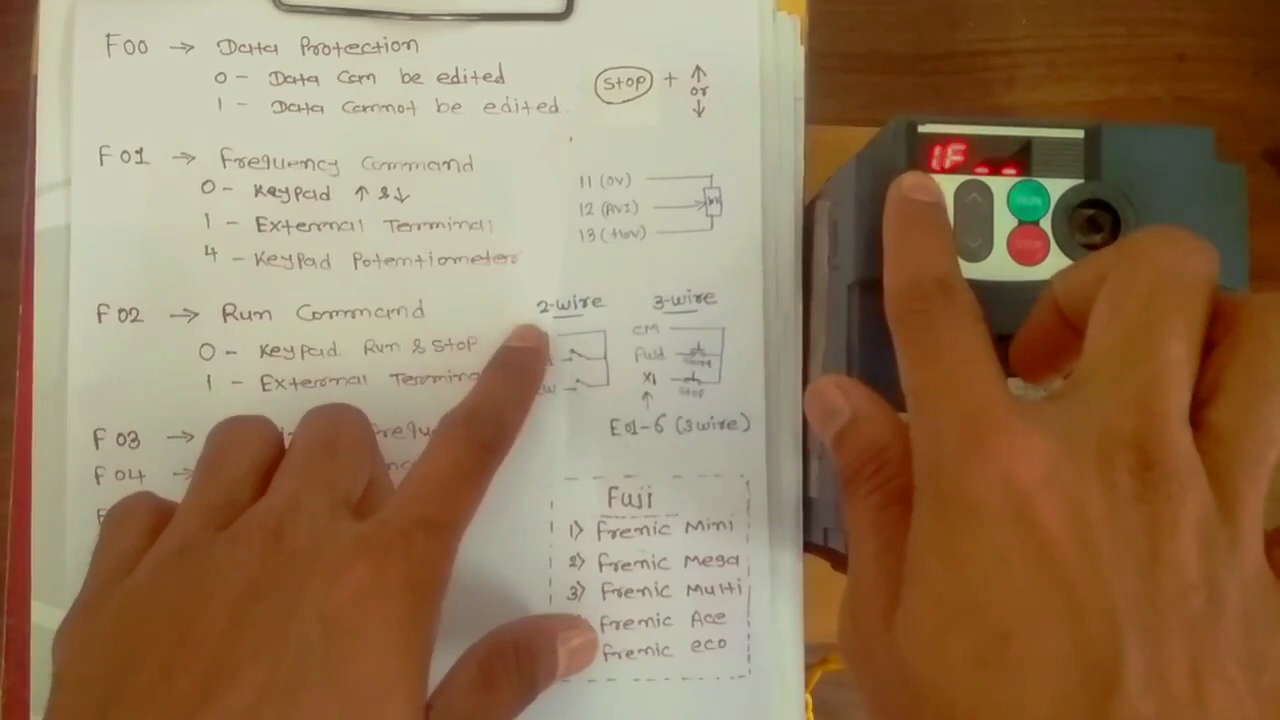 F00 → Data Protection
0 - Data can be edited
1 - Data cannot be edited.
STOP + ↑ or ↓
F01 → Frequency Command
0 - Keypad ↑ & ↓
1 - External Terminal
4 - Keypad Potentiometer
11 (0V)
12 (AVI)
13 (+10V)
F02 → Run Command
0 - Keypad Run & Stop
1 - External
2-wire
3-wire
CM
Fwd
X1
Stop
E01-6 (3wire)
F03 →
F04 →
Fuji
1) Frenic Mini
2) Frenic Mega
3) Frenic Multi
Frenic Ace
Frenic eco
1F_ _
RUN
STOP